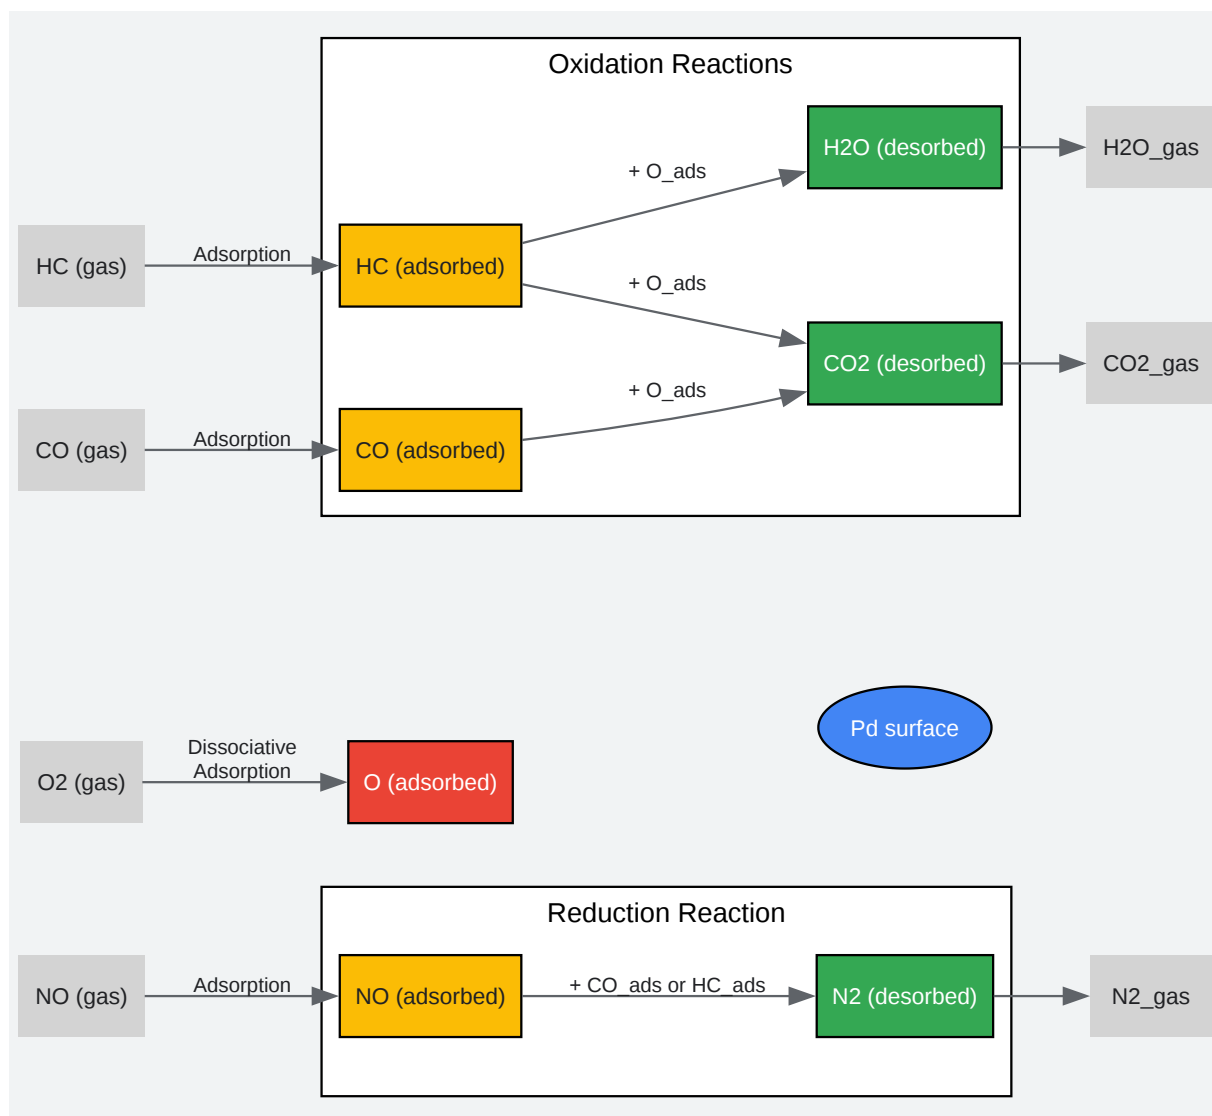 Oxidation Reactions
H2O (desorbed)
H2O_gas
+ O_ads
HC (gas)
Adsorption
HC (adsorbed)
+ O_ads
CO2 (desorbed)
CO2_gas
+ O_ads
CO (gas)
Adsorption
CO (adsorbed)
Pd surface
Dissociative
Adsorption
O2 (gas)
O (adsorbed)
Reduction Reaction
NO (gas)
Adsorption
NO (adsorbed)
+ CO_ads or HC_ads
N2 (desorbed)
N2_gas